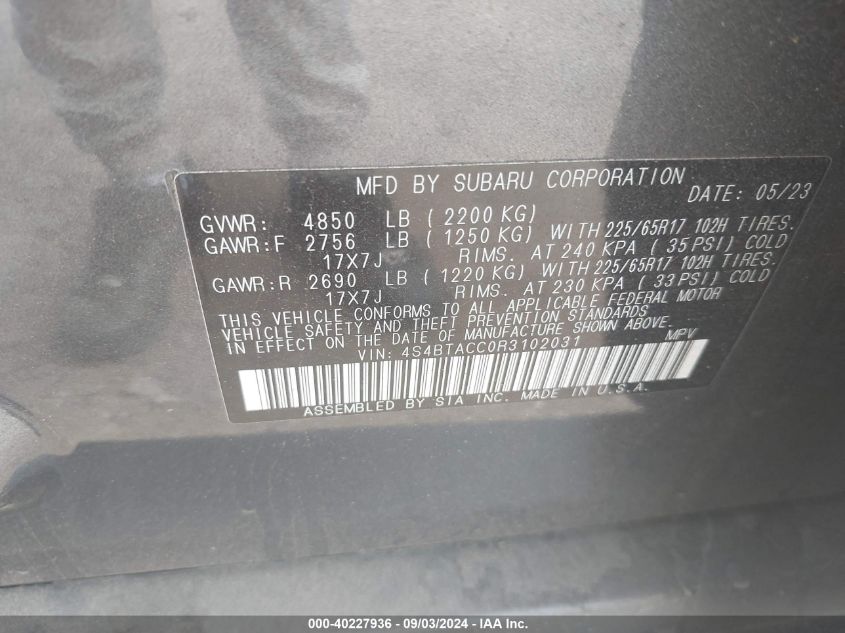 MFD BY SUBARU CORPORATION DATE: 05/23
GVWR: 4850 LB ( 2200 KG)
GAWR:F 2756 LB ( 1250 KG) WITH 225/65R17 102H TIRES.
17X7J RIMS. AT 240 KPA ( 35 PSI) COLD
GAWR:R 2690 LB ( 1220 KG) WITH 225/65R17 102H TIRES.
17X7J RIMS. AT 230 KPA ( 33 PSI) COLD
THIS VEHICLE CONFORMS TO ALL APPLICABLE FEDERAL MOTOR
VEHICLE SAFETY AND THEFT PREVENTION STANDARDS
IN EFFECT ON THE DATE OF MANUFACTURE SHOWN ABOVE.
VIN: 4S4BTACC0R3102031 MPV
ASSEMBLED BY SIA INC. MADE IN U.S.A.
000-40227936 - 09/03/2024 - © IAA, Inc.